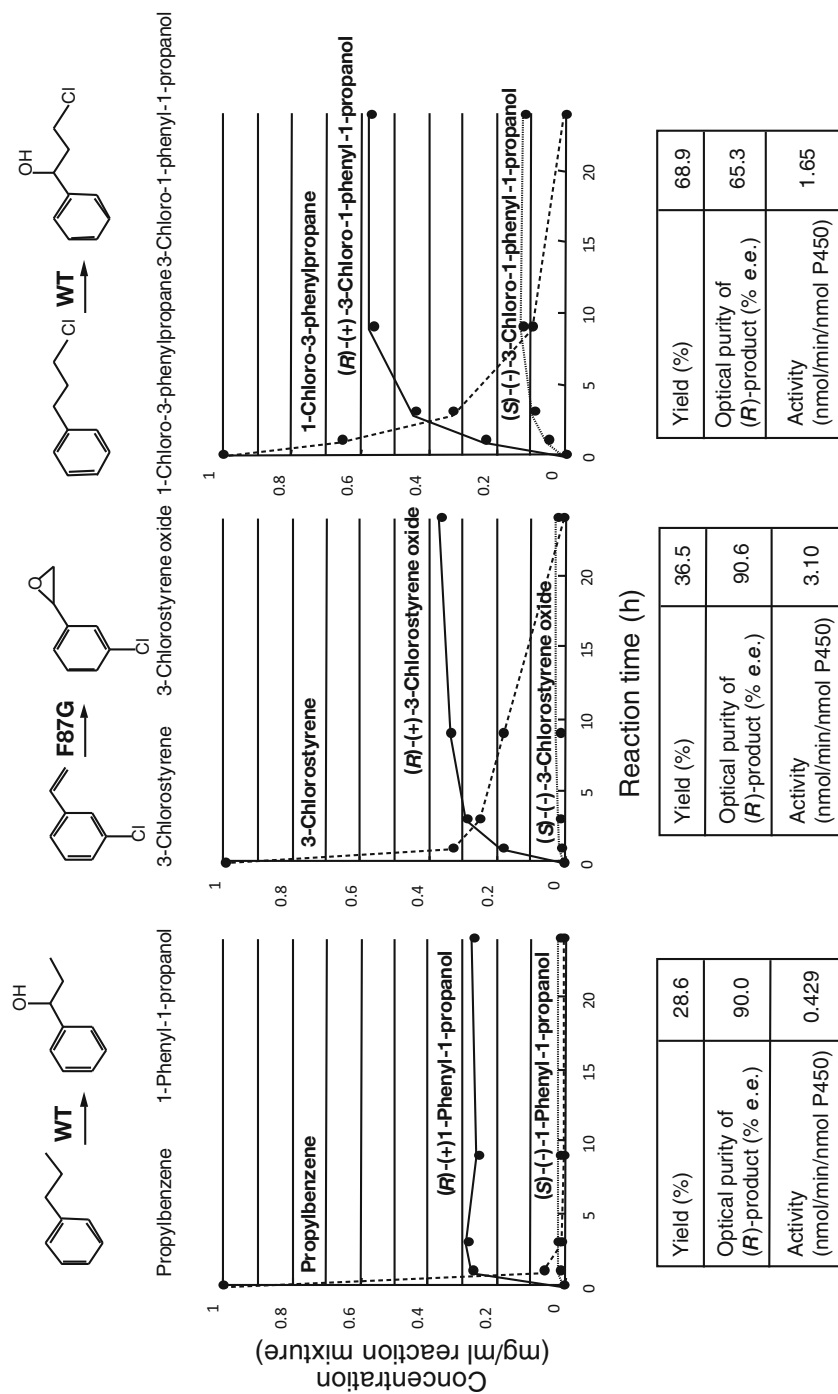 OH
WT
Propylbenzene
1-Phenyl-1-propanol
Concentration
(mg/ml reaction mixture)
1
0.8
0.6
0.4
0.2
0
Propylbenzene
(R)-(+)1-Phenyl-1-propanol
(S)-(-)-1-Phenyl-1-propanol
0
5
10
15
20
Yield (%)
28.6
Optical purity of
(R)-product (% e.e.)
90.0
Activity
(nmol/min/nmol P450)
0.429
O
F87G
Cl
Cl
3-Chlorostyrene
3-Chlorostyrene oxide
1
0.8
0.6
0.4
0.2
0
3-Chlorostyrene
(R)-(+)-3-Chlorostyrene oxide
(S)-(-)-3-Chlorostyrene oxide
0
5
10
15
20
Reaction time (h)
Yield (%)
36.5
Optical purity of
(R)-product (% e.e.)
90.6
Activity
(nmol/min/nmol P450)
3.10
OH
Cl
WT
Cl
1-Chloro-3-phenylpropane
3-Chloro-1-phenyl-1-propanol
1
0.8
0.6
0.4
0.2
0
1-Chloro-3-phenylpropane
(R)-(+)-3-Chloro-1-phenyl-1-propanol
(S)-(-)-3-Chloro-1-phenyl-1-propanol
0
5
10
15
20
Yield (%)
68.9
Optical purity of
(R)-product (% e.e.)
65.3
Activity
(nmol/min/nmol P450)
1.65